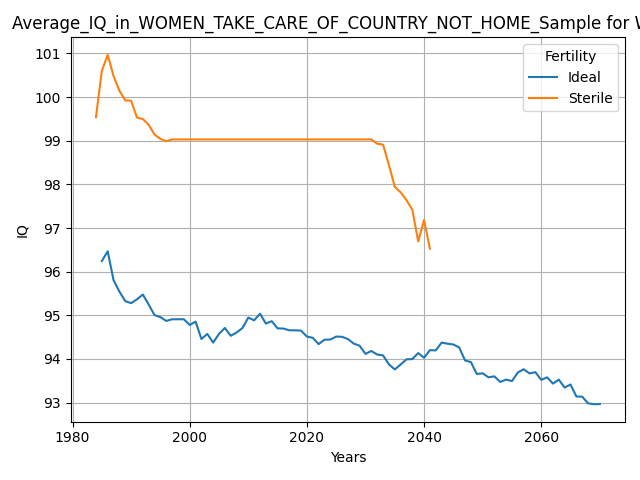 Average_IQ_in_WOMEN_TAKE_CARE_OF_COUNTRY_NOT_HOME_Sample for
Fertility
Ideal
Sterile
101
100
99
98
97
96
95
94
93
IQ
1980
2000
2020
2040
2060
Years